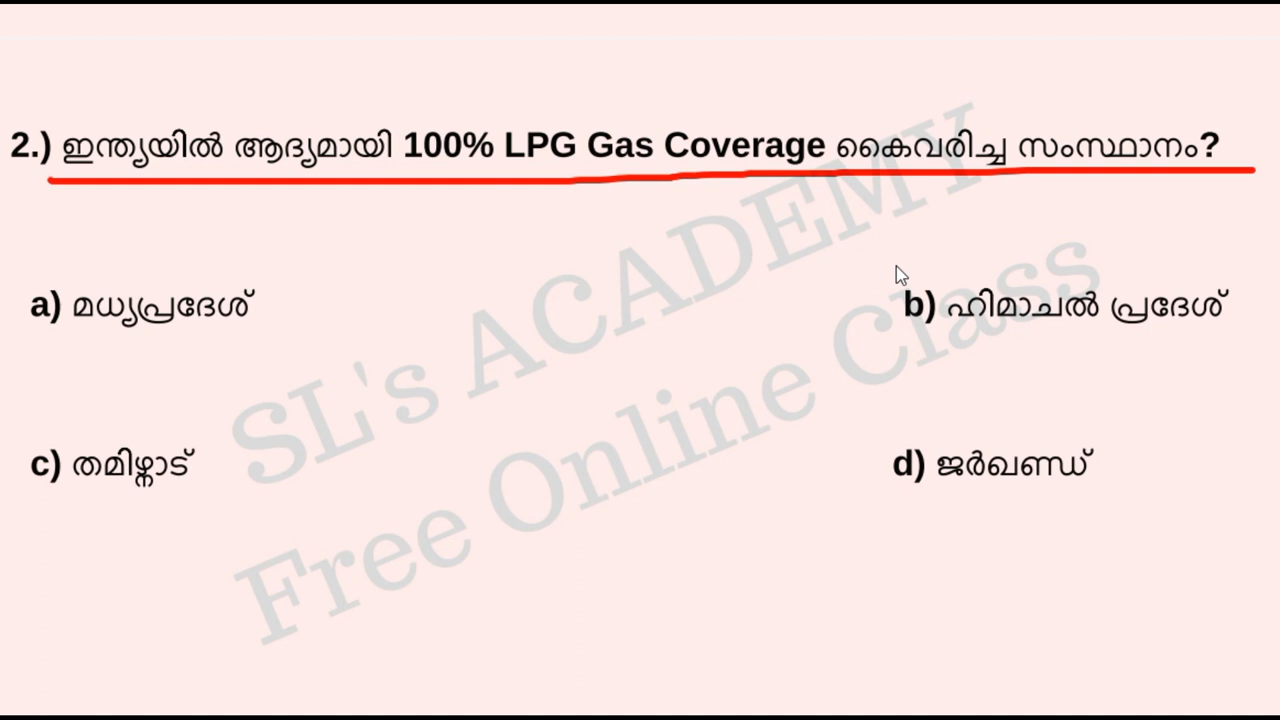 2.) ഇന്ത്യയിൽ ആദ്യമായി 100% LPG Gas Coverage കൈവരിച്ച സംസ്ഥാനം?
a) മധ്യപ്രദേശ്
b) ഹിമാചൽ പ്രദേശ്
c) തമിഴ്നാട്
d) ജർഖണ്ഡ്
SL's ACADEMY
Free Online Class